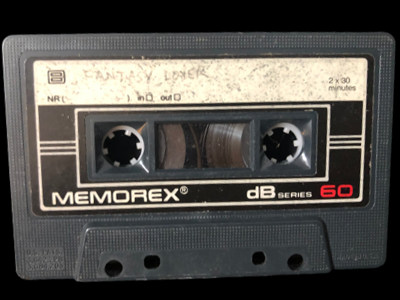 B FANTASY LOVER
2 x 30
minutes
NR( ) in out
MEMOREX®
dB SERIES 60